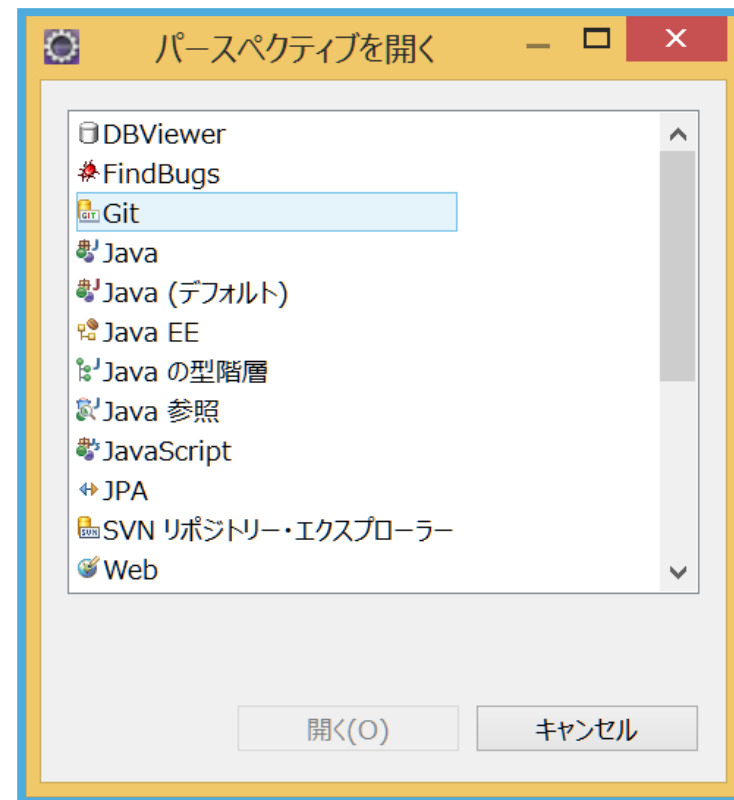 パースペクティブを開く
DBViewer
FindBugs
Git
Java
Java (デフォルト)
Java EE
Java の型階層
Java 参照
JavaScript
JPA
SVN リポジトリー・エクスプローラー
Web
開く(O)
キャンセル